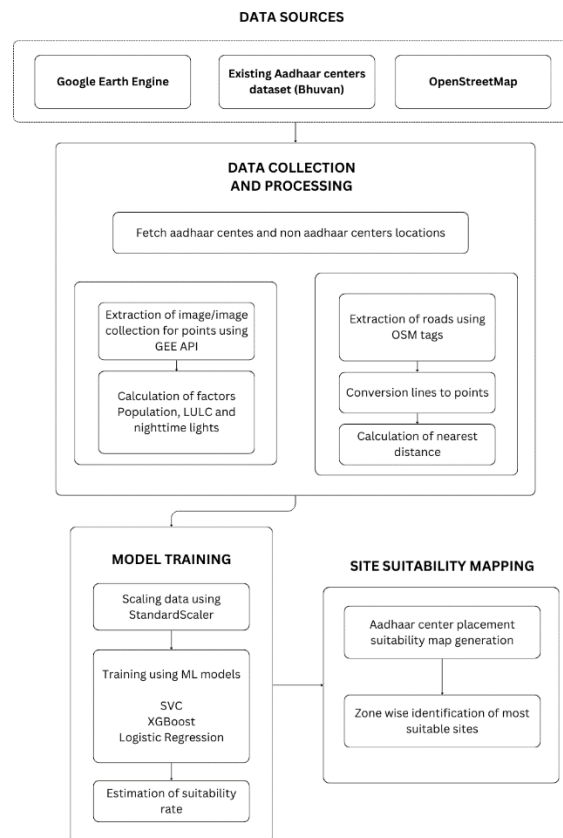 DATA SOURCES
Google Earth Engine
Existing Aadhaar centers
dataset (Bhuvan)
OpenStreetMap
DATA COLLECTION
AND PROCESSING
Fetch aadhaar centes and non aadhaar centers locations
Extraction of image/image
collection for points using
GEE API
Calculation of factors
Population, LULC and
nighttime lights
Extraction of roads using
OSM tags
Conversion lines to points
Calculation of nearest
distance
MODEL TRAINING
Scaling data using
StandardScaler
Training using ML models
SVC
XGBoost
Logistic Regression
Estimation of suitability
rate
SITE SUITABILITY MAPPING
Aadhaar center placement
suitability map generation
Zone wise identification of most
suitable sites